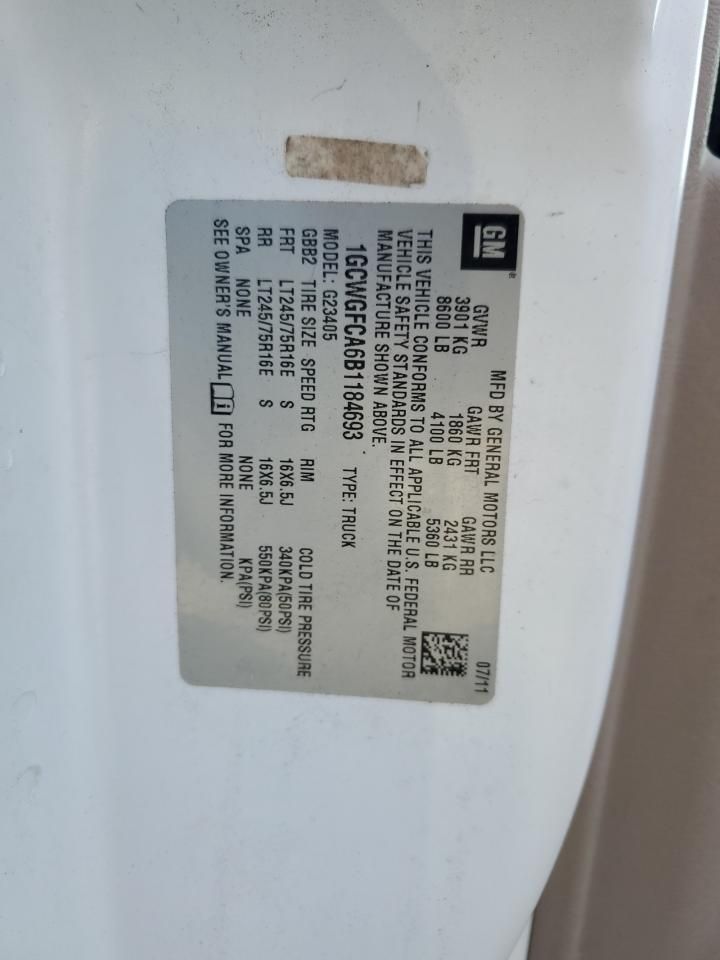 GM
MFD BY GENERAL MOTORS LLC 07/11
GVWR GAWR FRT GAWR RR
3901 KG 1860 KG 2431 KG
8600 LB 4100 LB 5360 LB
THIS VEHICLE CONFORMS TO ALL APPLICABLE U.S. FEDERAL MOTOR
VEHICLE SAFETY STANDARDS IN EFFECT ON THE DATE OF
MANUFACTURE SHOWN ABOVE.
1GCWGFCA6B1184693 TYPE: TRUCK
MODEL: G23405
GBB2 TIRE SIZE SPEED RTG RIM COLD TIRE PRESSURE
FRT LT245/75R16E S 16X6.5J 340KPA(50PSI)
RR LT245/75R16E S 16X6.5J 550KPA(80PSI)
SPA NONE NONE KPA(PSI)
SEE OWNER'S MANUAL FOR MORE INFORMATION.